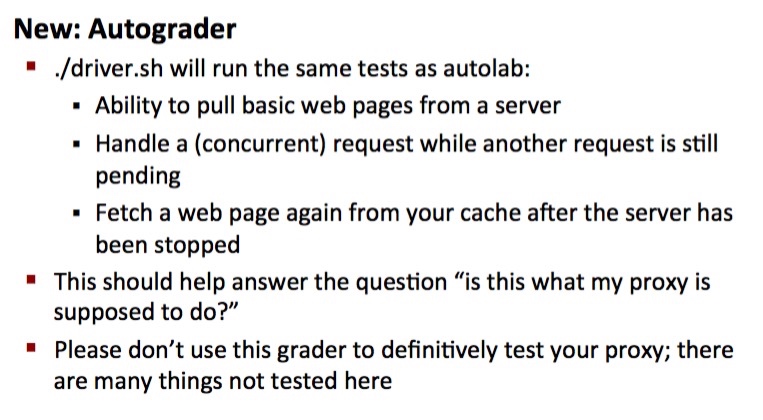 New: Autograder
▪ ./driver.sh will run the same tests as autolab:
▪ Ability to pull basic web pages from a server
▪ Handle a (concurrent) request while another request is still
pending
▪ Fetch a web page again from your cache after the server has
been stopped
▪ This should help answer the question “is this what my proxy is
supposed to do?”
▪ Please don’t use this grader to definitively test your proxy; there
are many things not tested here